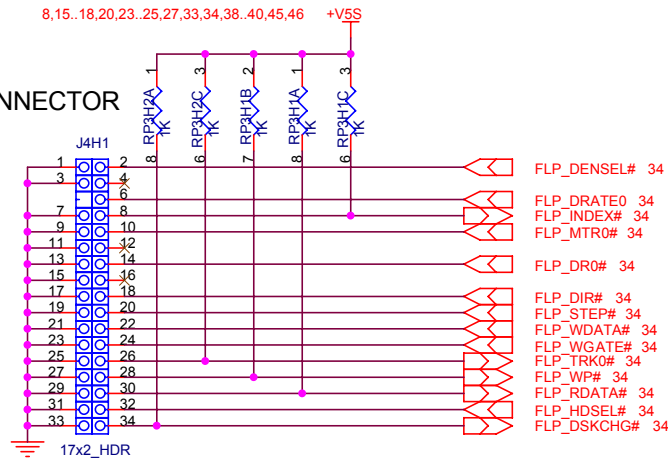 8,15..18,20,23..25,27,33,34,38..40,45,46 +V5S
1 3 2 1 3
RP3H2A 1K RP3H2C 1K RP3H1B 1K RP3H1A 1K RP3H1C 1K
NNECTOR
J4H1
8 6 7 8 6
1 2 FLP_DENSEL# 34
3 4
6 FLP_DRATE0 34
7 8 FLP_INDEX# 34
9 10 FLP_MTR0# 34
11 12
13 14 FLP_DR0# 34
15 16
17 18 FLP_DIR# 34
19 20 FLP_STEP# 34
21 22 FLP_WDATA# 34
23 24 FLP_WGATE# 34
25 26 FLP_TRK0# 34
27 28 FLP_WP# 34
29 30 FLP_RDATA# 34
31 32 FLP_HDSEL# 34
33 34 FLP_DSKCHG# 34
17x2_HDR